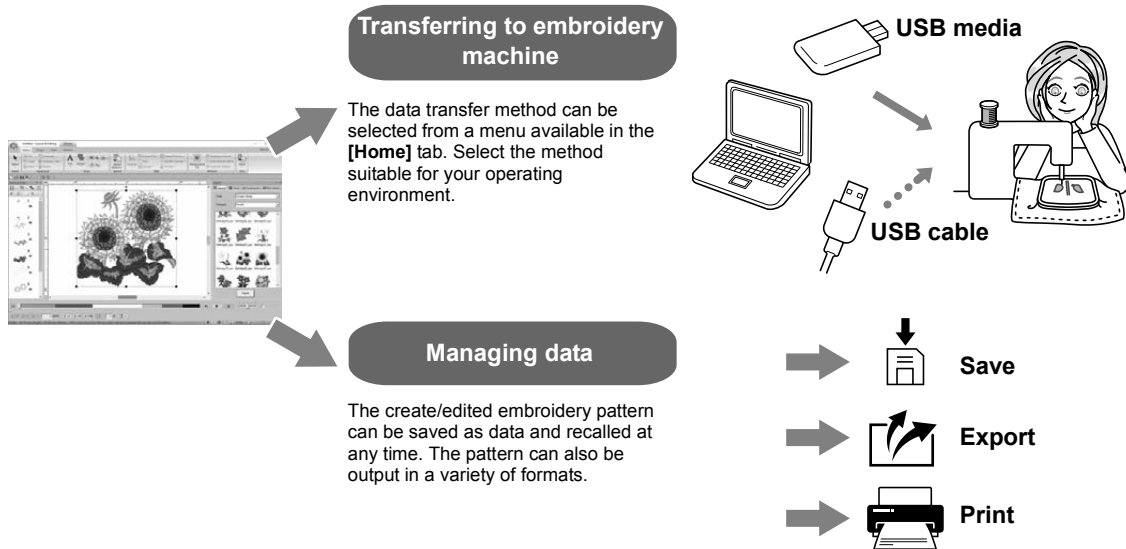 Transferring to embroidery
machine
The data transfer method can be
selected from a menu available in the
[Home] tab. Select the method
suitable for your operating
environment.
USB media
USB cable
Managing data
The create/edited embroidery pattern
can be saved as data and recalled at
any time. The pattern can also be
output in a variety of formats.
Save
Export
Print